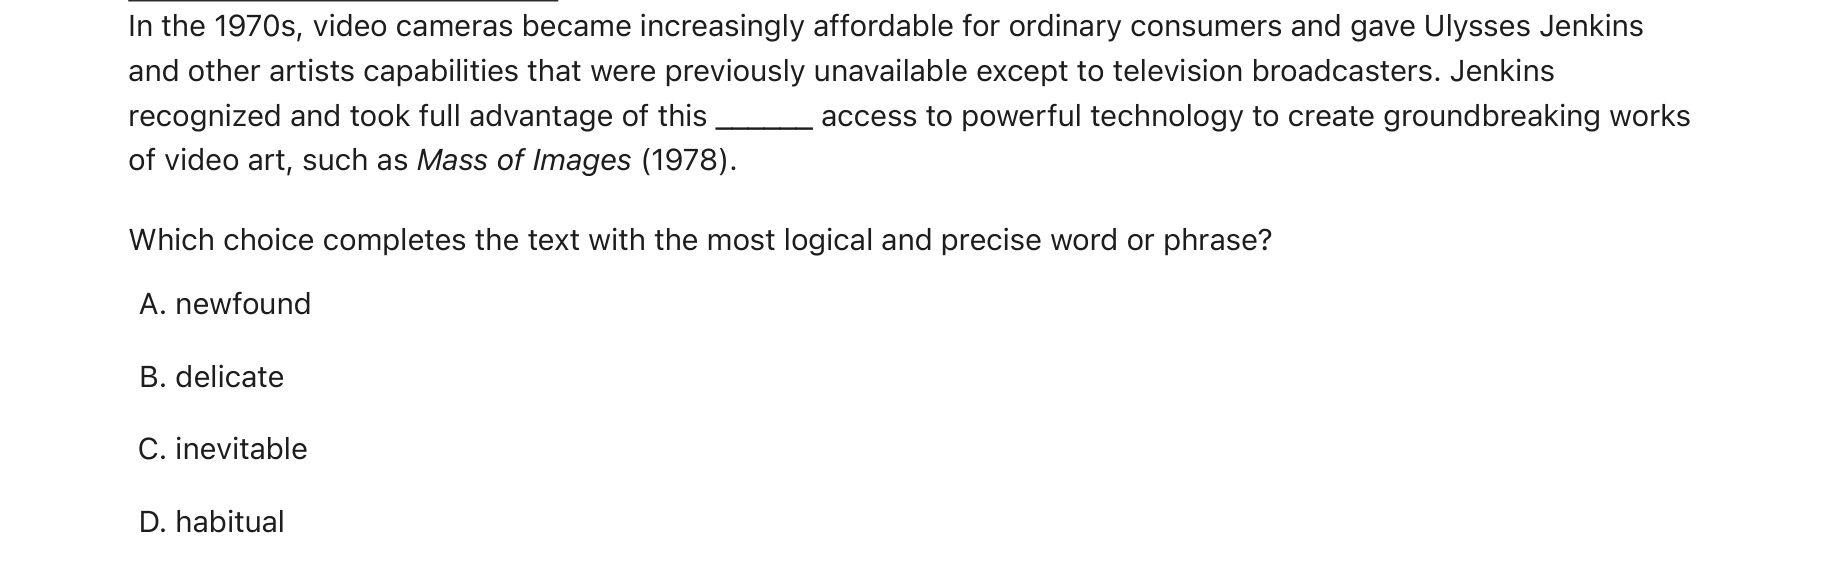 In the 1970s, video cameras became increasingly affordable for ordinary consumers and gave Ulysses Jenkins
and other artists capabilities that were previously unavailable except to television broadcasters. Jenkins
recognized and took full advantage of this ______ access to powerful technology to create groundbreaking works
of video art, such as Mass of Images (1978).
Which choice completes the text with the most logical and precise word or phrase?
A. newfound
B. delicate
C. inevitable
D. habitual